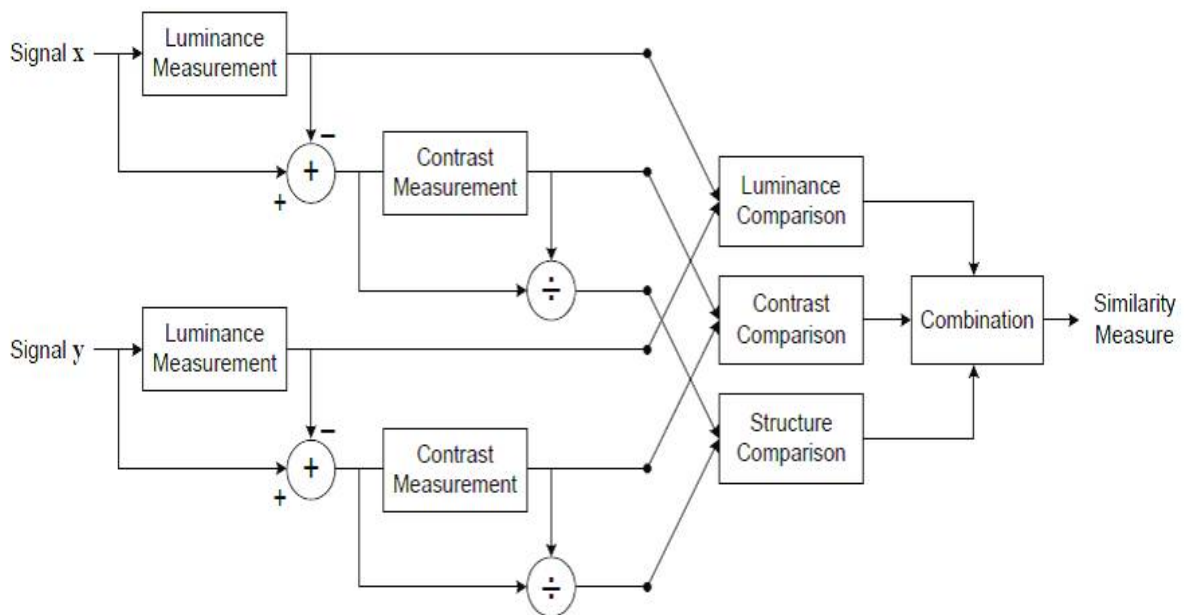 Signal x
Luminance
Measurement
−
+
+
Contrast
Measurement
÷
Signal y
Luminance
Measurement
−
+
+
Contrast
Measurement
÷
Luminance
Comparison
Contrast
Comparison
Structure
Comparison
Combination
Similarity
Measure